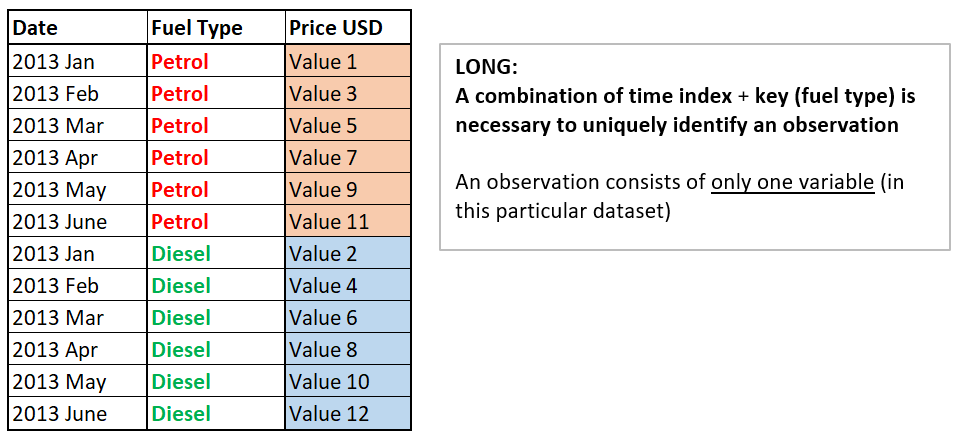 Date Fuel Type Price USD
2013 Jan Petrol Value 1
2013 Feb Petrol Value 3
2013 Mar Petrol Value 5
2013 Apr Petrol Value 7
2013 May Petrol Value 9
2013 June Petrol Value 11
2013 Jan Diesel Value 2
2013 Feb Diesel Value 4
2013 Mar Diesel Value 6
2013 Apr Diesel Value 8
2013 May Diesel Value 10
2013 June Diesel Value 12
LONG:
A combination of time index + key (fuel type) is
necessary to uniquely identify an observation
An observation consists of only one variable (in
this particular dataset)